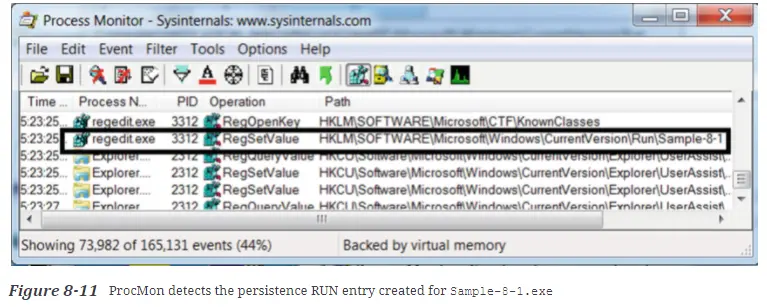 Process Monitor - Sysinternals: www.sysinternals.com
File Edit Event Filter Tools Options Help
Time ... Process N... PID Operation Path
5:23:25... regedit.exe 3312 RegOpenKey HKLM\SOFTWARE\Microsoft\CTF\KnownClasses
5:23:25... regedit.exe 3312 RegSetValue HKLM\SOFTWARE\Microsoft\Windows\CurrentVersion\Run\Sample-8-1
5:23:25... Explorer.... 2312 RegQueryValue HKCU\Software\Microsoft\Windows\CurrentVersion\Explorer\UserAssist\...
5:23:25... Explorer.... 2312 RegSetValue HKCU\Software\Microsoft\Windows\CurrentVersion\Explorer\UserAssist\...
5:23:25... Explorer.... 2312 RegSetValue HKCU\Software\Microsoft\Windows\CurrentVersion\Explorer\UserAssist\...
5:23:27... Explorer.... 2312 RegQueryValue HKCU\Software\Microsoft\Windows\CurrentVersion\Explorer\UserAssist\...
Showing 73,982 of 165,131 events (44%) Backed by virtual memory
Figure 8-11 ProcMon detects the persistence RUN entry created for Sample-8-1.exe